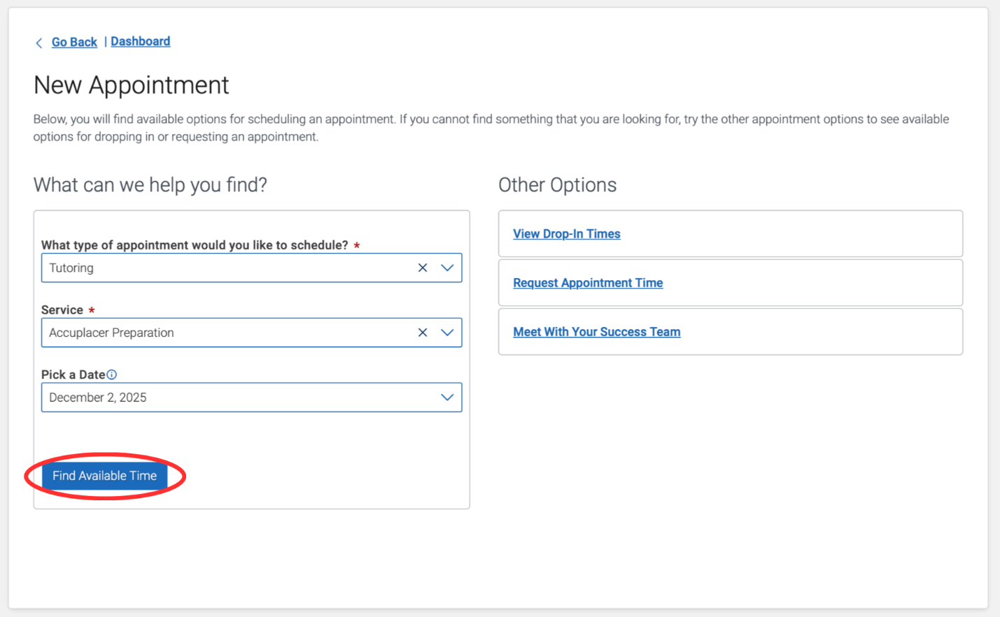 Go Back | Dashboard
New Appointment
Below, you will find available options for scheduling an appointment. If you cannot find something that you are looking for, try the other appointment options to see available
options for dropping in or requesting an appointment.
What can we help you find?
What type of appointment would you like to schedule? *
Tutoring
Service *
Accuplacer Preparation
Pick a Date
December 2, 2025
Find Available Time
Other Options
View Drop-In Times
Request Appointment Time
Meet With Your Success Team